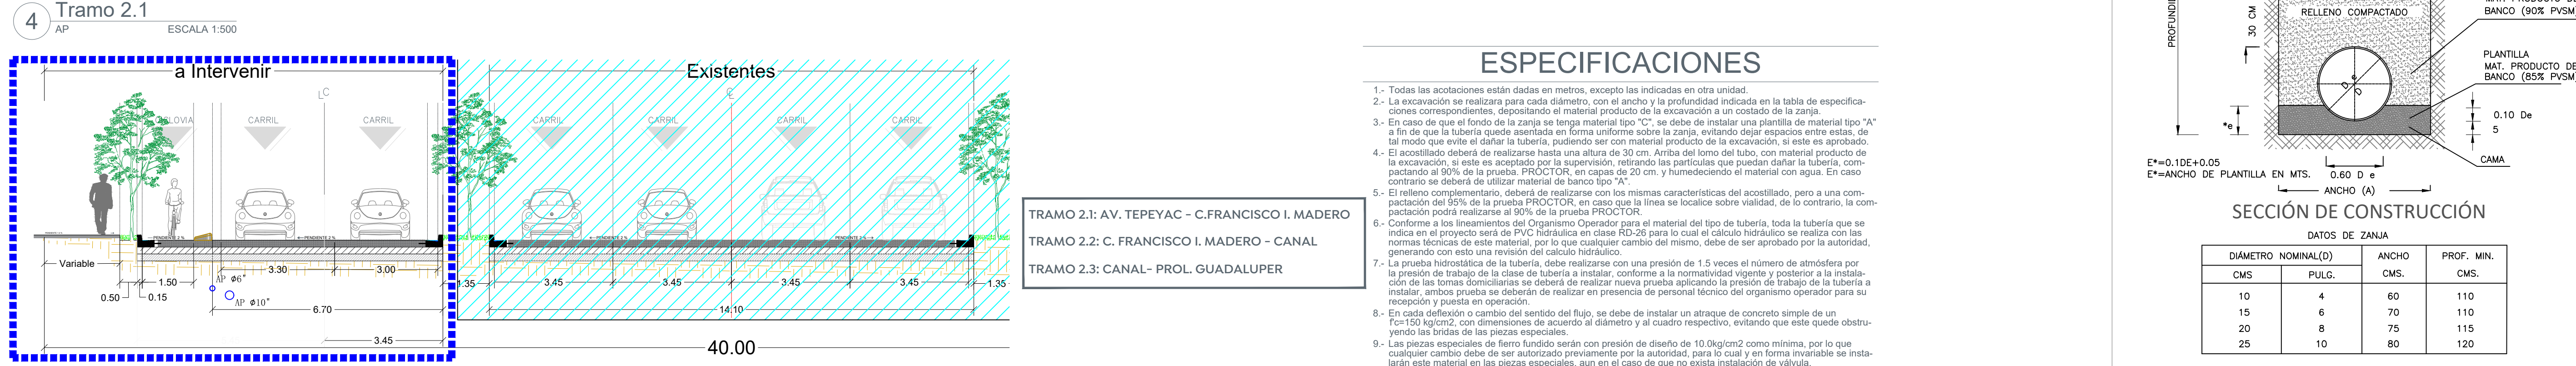 4
Tramo 2.1
AP
ESCALA 1:500
a Intervenir
Existentes
CICLOVIA
CARRIL
CARRIL
CARRIL
CARRIL
CARRIL
CARRIL
PENDIENTE 2 %
PENDIENTE 2 %
PENDIENTE 2 %
PENDIENTE 2 %
Variable
3.30
3.00
1.50
0.50
0.15
AP ø6"
AP ø10"
6.70
3.45
1.35
3.45
3.45
3.45
3.45
1.35
14.10
40.00
TRAMO 2.1: AV. TEPEYAC - C.FRANCISCO I. MADERO
TRAMO 2.2: C. FRANCISCO I. MADERO - CANAL
TRAMO 2.3: CANAL- PROL. GUADALUPER
ESPECIFICACIONES
1.- Todas las acotaciones están dadas en metros, excepto las indicadas en otra unidad.
2.- La excavación se realizara para cada diámetro, con el ancho y la profundidad indicada en la tabla de especifica-
ciones correspondientes, depositando el material producto de la excavación a un costado de la zanja.
3.- En caso de que el fondo de la zanja se tenga material tipo "C", se debe de instalar una plantilla de material tipo "A"
a fin de que la tubería quede asentada en forma uniforme sobre la zanja, evitando dejar espacios entre estas, de
tal modo que evite el dañar la tubería, pudiendo ser con material producto de la excavación, si este es aprobado.
4.- El acostillado deberá de realizarse hasta una altura de 30 cm. Arriba del lomo del tubo, con material producto de
la excavación, si este es aceptado por la supervisión, retirando las partículas que puedan dañar la tubería, com-
pactando al 90% de la prueba. PROCTOR, en capas de 20 cm. y humedeciendo el material con agua. En caso
contrario se deberá de utilizar material de banco tipo "A".
5.- El relleno complementario, deberá de realizarse con los mismas características del acostillado, pero a una com-
pactación del 95% de la prueba PROCTOR, en caso que la línea se localice sobre vialidad, de lo contrario, la com-
pactación podrá realizarse al 90% de la prueba PROCTOR.
6.- Conforme a los lineamientos del Organismo Operador para el material del tipo de tubería, toda la tubería que se
indica en el proyecto será de PVC hidráulica en clase RD-26 para lo cual el cálculo hidráulico se realiza con las
normas técnicas de este material, por lo que cualquier cambio del mismo, debe de ser aprobado por la autoridad,
generando con esto una revisión del calculo hidráulico.
7.- La prueba hidrostática de la tubería, debe realizarse con una presión de 1.5 veces el número de atmósfera por
la presión de trabajo de la clase de tubería a instalar, conforme a la normatividad vigente y posterior a la instala-
ción de las tomas domiciliarias se deberá de realizar nueva prueba aplicando la presión de trabajo de la tubería a
instalar, ambos prueba se deberán de realizar en presencia de personal técnico del organismo operador para su
recepción y puesta en operación.
8.- En cada deflexión o cambio del sentido del flujo, se debe de instalar un atraque de concreto simple de un
f'c=150 kg/cm2, con dimensiones de acuerdo al diámetro y al cuadro respectivo, evitando que este quede obstru-
yendo las bridas de las piezas especiales.
9.- Las piezas especiales de fierro fundido serán con presión de diseño de 10.0kg/cm2 como mínima, por lo que
cualquier cambio debe de ser autorizado previamente por la autoridad, para lo cual y en forma invariable se insta-
larán este material en las piezas especiales, aun en el caso de que no exista instalación de válvula.
PROFUNDI
30 CM
RELLENO COMPACTADO
BANCO (90% PVSM)
PLANTILLA
MAT. PRODUCTO DE
BANCO (85% PVSM)
D e
D
*e
0.10 De
5
CAMA
E*=0.1DE+0.05
E*=ANCHO DE PLANTILLA EN MTS.
0.60 D e
ANCHO (A)
SECCIÓN DE CONSTRUCCIÓN
DATOS DE ZANJA
DIÁMETRO NOMINAL(D) ANCHO PROF. MIN.
CMS PULG. CMS. CMS.
10 4 60 110
15 6 70 110
20 8 75 115
25 10 80 120